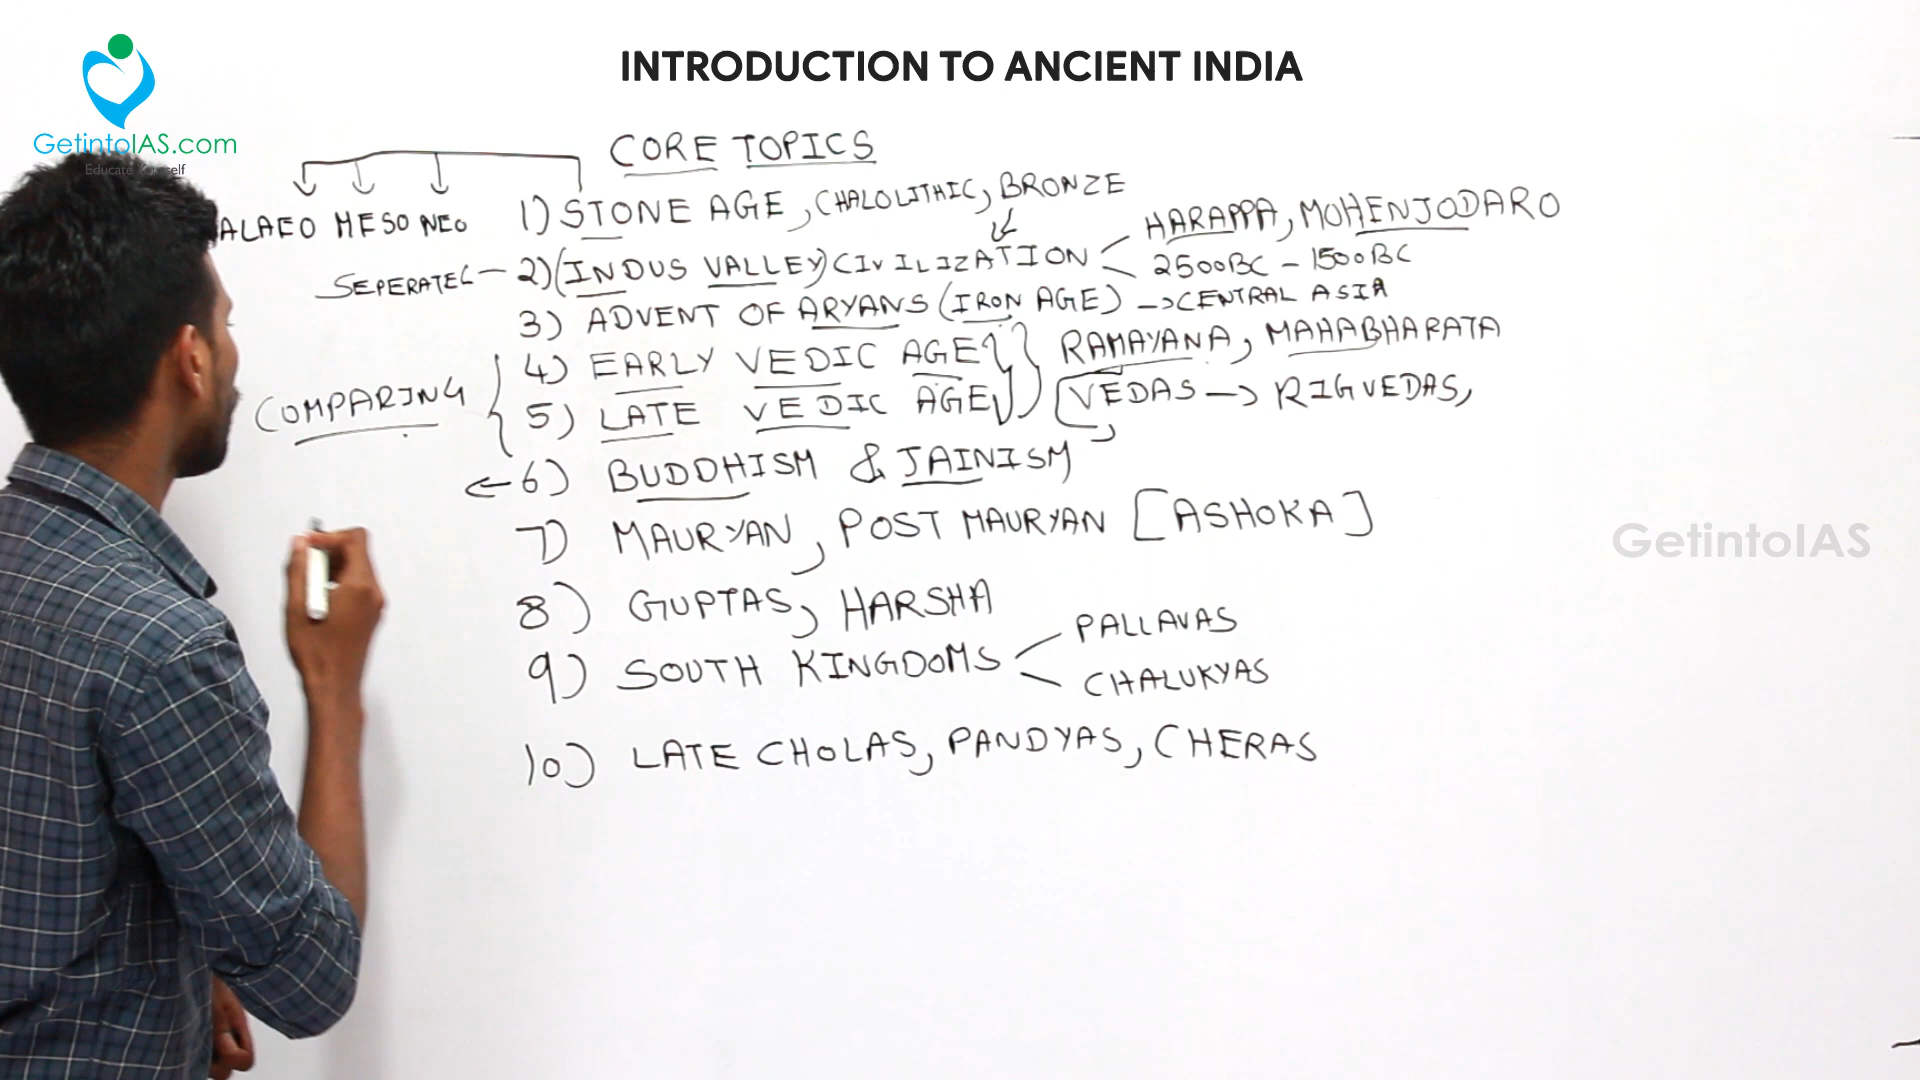 INTRODUCTION TO ANCIENT INDIA
GetintoIAS.com
Educate Yourself
CORE TOPICS
ALAEO MESO NEO
1) STONE AGE, CHALOLITHIC, BRONZE
HARAPPA, MOHENJODARO
SEPERATEL 2) (INDUS VALLEY) CIVILIZATION
2500BC - 1500BC
3) ADVENT OF ARYANS (IRON AGE) → CENTRAL ASIA
4) EARLY VEDIC AGE
RAMAYANA, MAHABHARATA
COMPARING
5) LATE VEDIC AGE
VEDAS → RIGVEDAS,
6) BUDDHISM & JAINISM
7) MAURYAN, POST MAURYAN [ASHOKA]
GetintoIAS
8) GUPTAS, HARSHA
PALLAVAS
9) SOUTH KINGDOMS
CHALUKYAS
10) LATE CHOLAS, PANDYAS, CHERAS